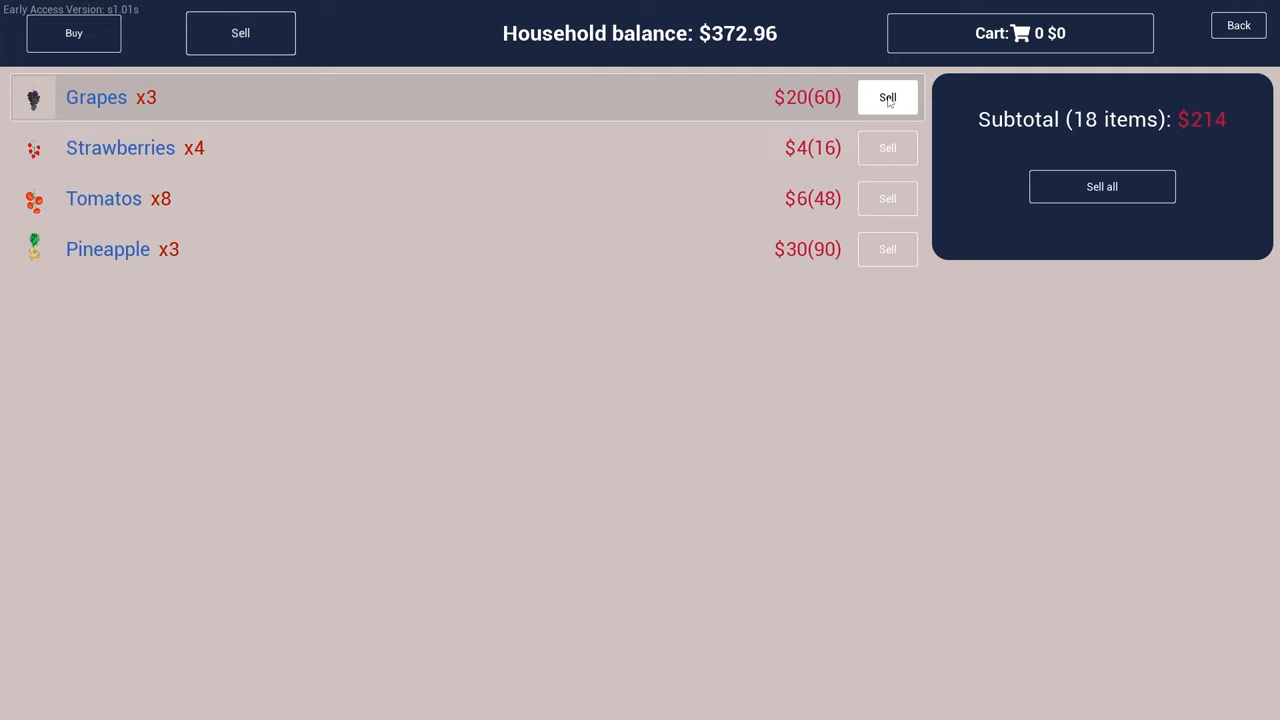 Early Access Version: s1.01s
Buy
Sell
Household balance: $372.96
Cart: 0 $0
Back
Grapes x3 $20(60) Sell
Strawberries x4 $4(16) Sell
Tomatos x8 $6(48) Sell
Pineapple x3 $30(90) Sell
Subtotal (18 items): $214
Sell all